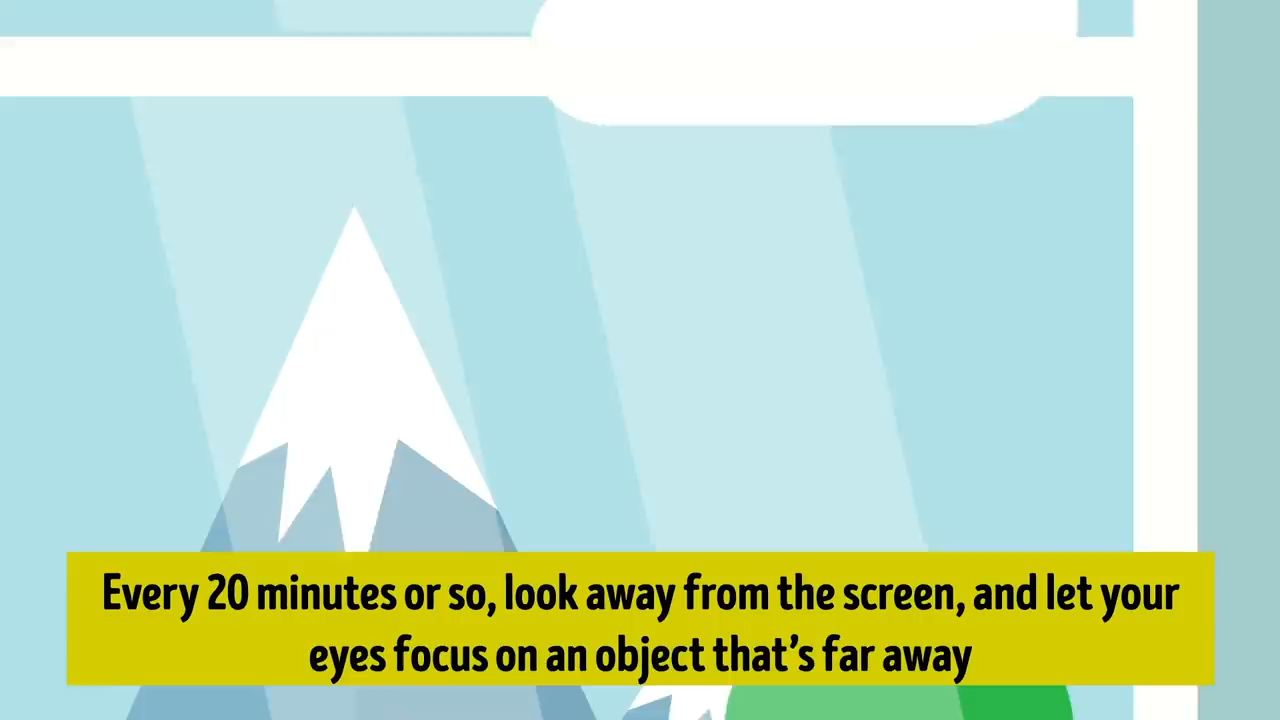 Every 20 minutes or so, look away from the screen, and let your
eyes focus on an object that’s far away